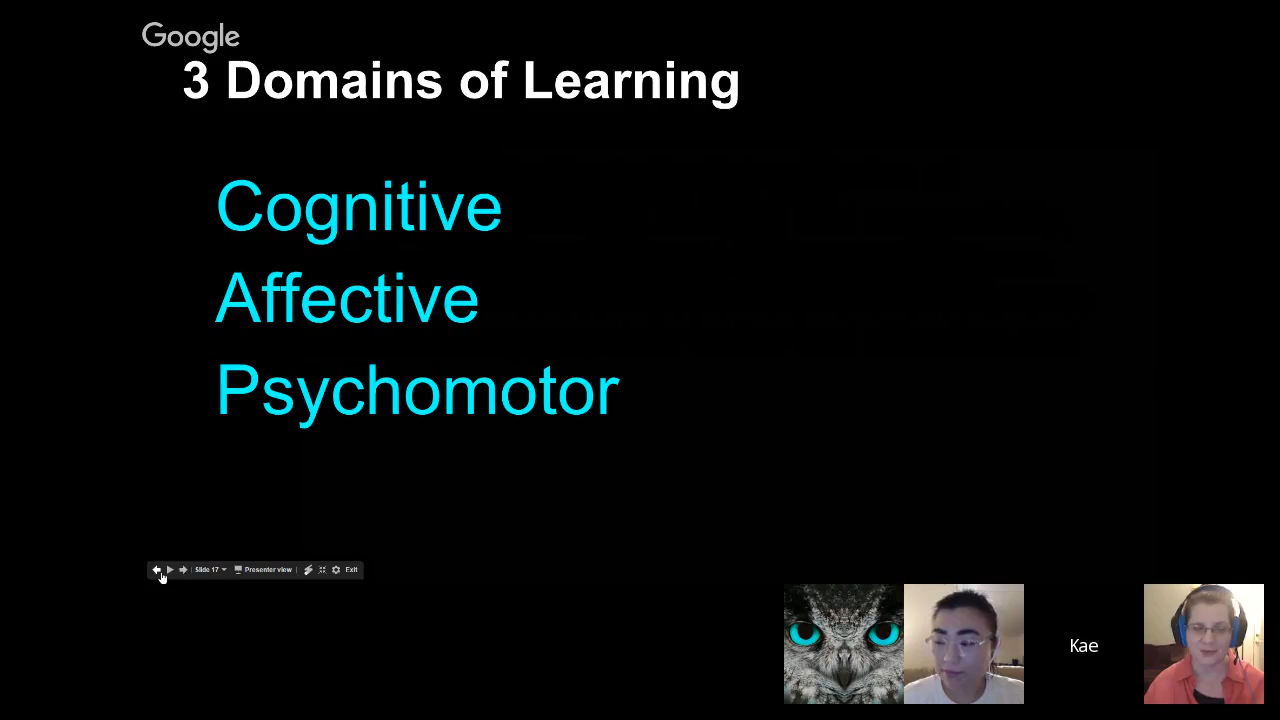 Google
3 Domains of Learning
Cognitive
Affective
Psychomotor
Slide 17 Presenter view Exit
Kae